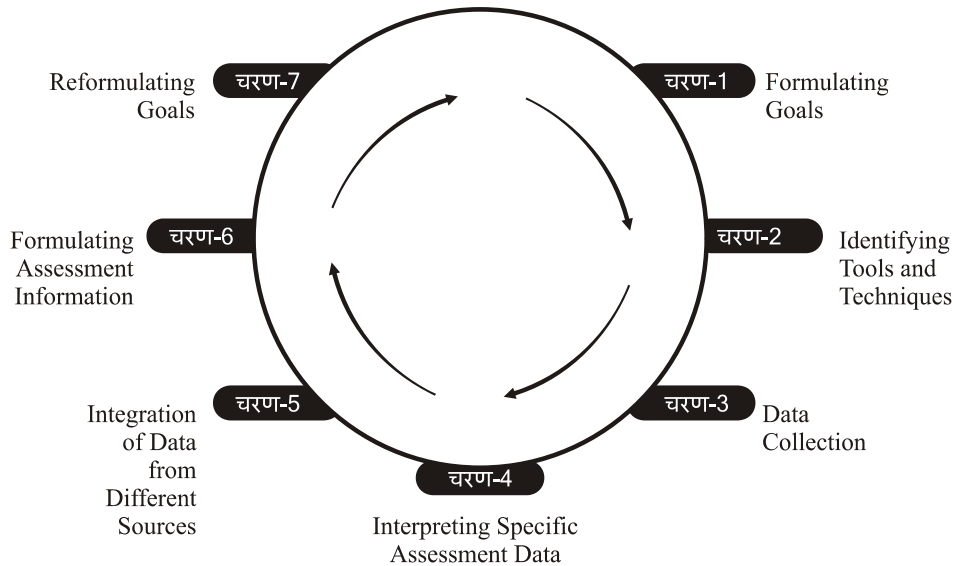 चरण-1
Formulating
Goals
चरण-2
Identifying
Tools and
Techniques
चरण-3
Data
Collection
चरण-4
Interpreting Specific
Assessment Data
चरण-5
Integration
of Data
from
Different
Sources
चरण-6
Formulating
Assessment
Information
चरण-7
Reformulating
Goals